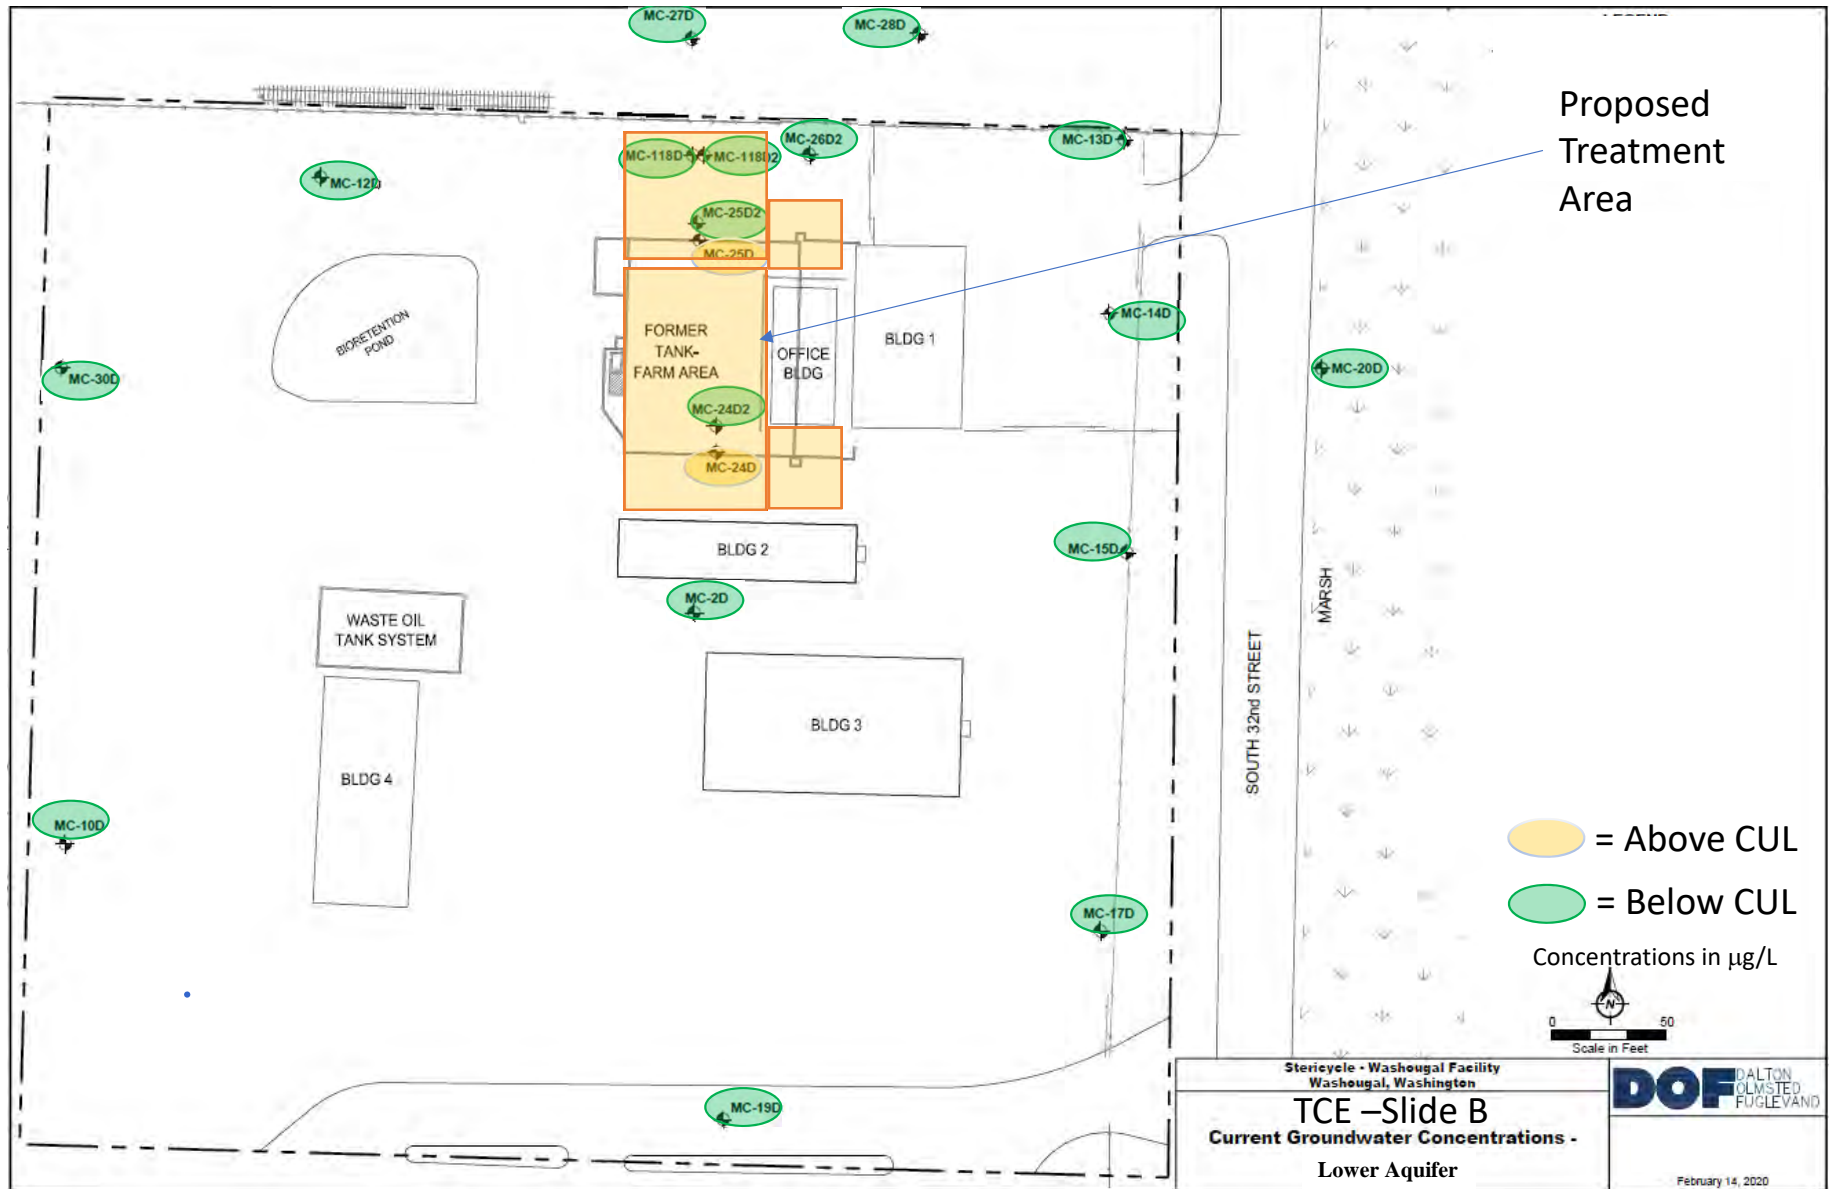 MC-27D
MC-28D
Proposed
Treatment
Area
MC-118D
MC-118D2
MC-26D2
MC-13D
MC-12D
MC-25D2
MC-25D
BIORETENTION
POND
FORMER
TANK-
FARM AREA
OFFICE
BLDG
BLDG 1
MC-14D
MC-30D
MC-20D
MC-24D2
MC-24D
BLDG 2
MC-15D
MC-2D
WASTE OIL
TANK SYSTEM
MARSH
SOUTH 32nd STREET
BLDG 3
BLDG 4
MC-10D
= Above CUL
= Below CUL
MC-17D
Concentrations in µg/L
N
0 50
Scale in Feet
MC-19D
Stericycle - Washougal Facility
Washougal, Washington
TCE –Slide B
Current Groundwater Concentrations -
Lower Aquifer
DOF DALTON
OLMSTED
FUGLEVAND
February 14, 2020